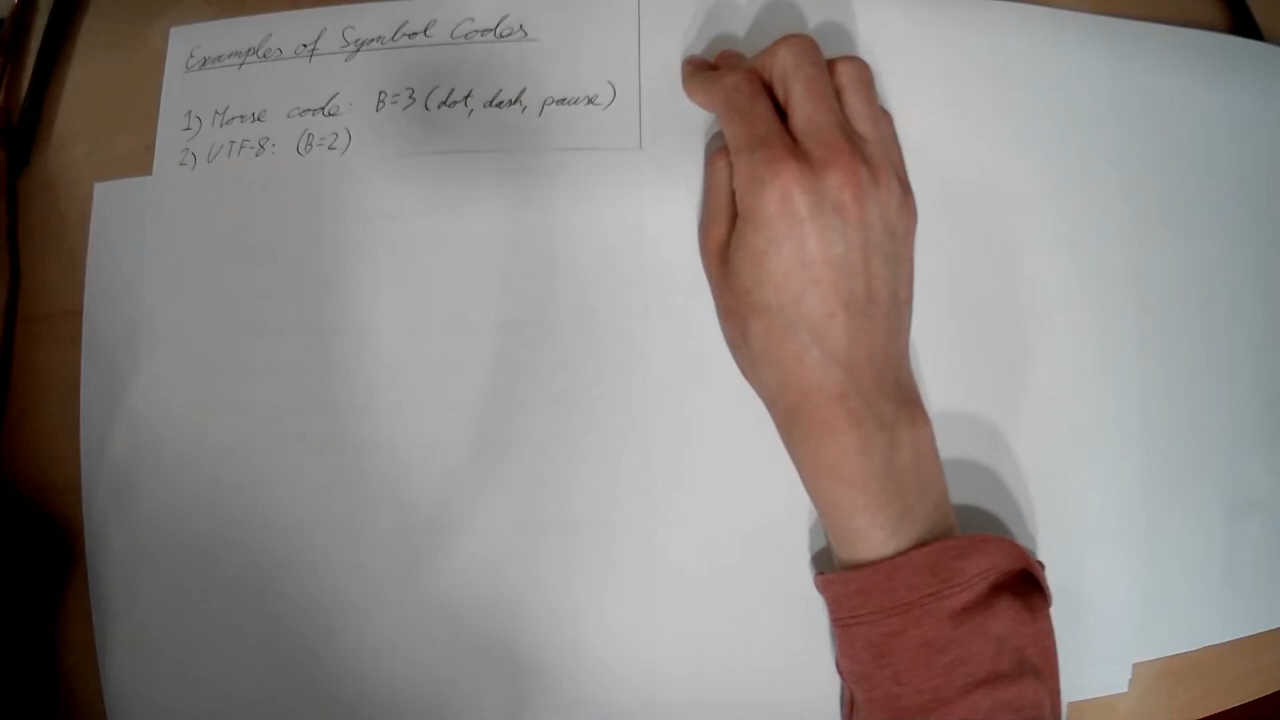 Examples of Symbol Codes
1) Morse code: B=3 (dot, dash, pause)
2) UTF-8: (B=2)